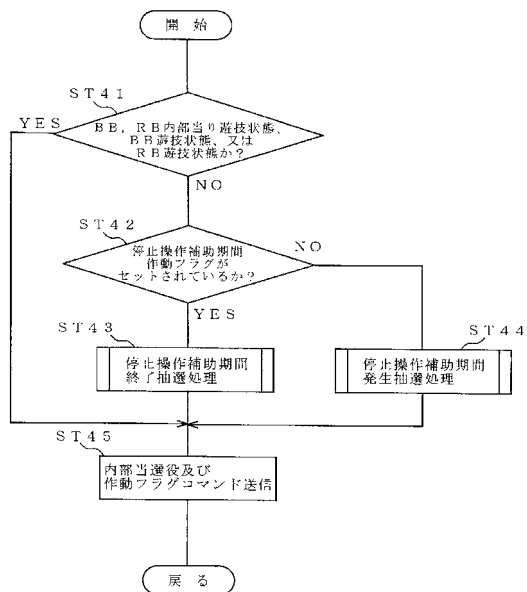 開 始
ST41
YES
BB,RB内部当り遊技状態、
BB遊技状態、又は
RB遊技状態か?
NO
ST42
NO
停止操作補助期間
作動フラグが
セットされているか?
YES
ST43
ST44
停止操作補助期間
終了抽選処理
停止操作補助期間
発生抽選処理
ST45
内部当選役及び
作動フラグコマンド送信
戻 る